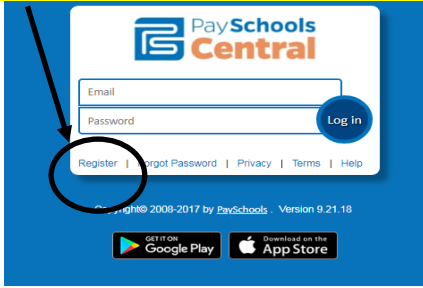 PaySchools
Central
Email
Password
Log in
Register | Forgot Password | Privacy | Terms | Help
Copyright© 2008-2017 by PaySchools . Version 9.21.18
GET IT ON
Google Play
Download on the
App Store